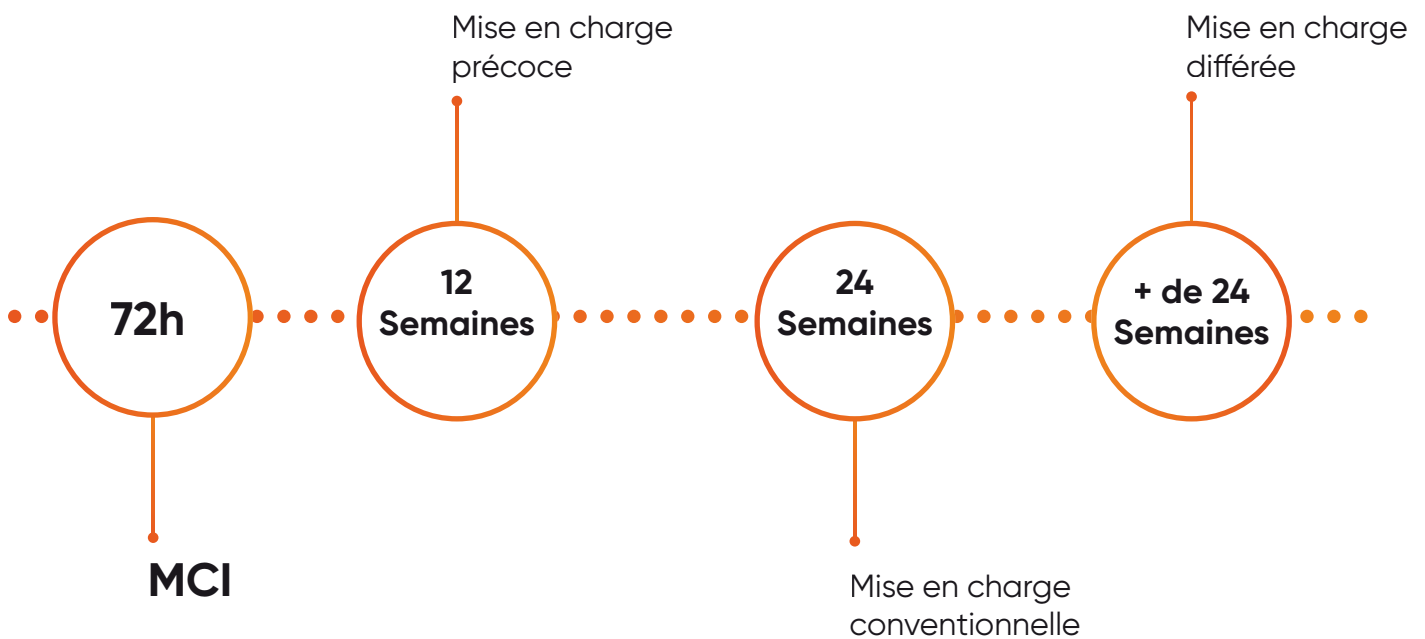 Mise en charge
précoce
Mise en charge
différée
72h
12
Semaines
24
Semaines
+ de 24
Semaines
MCI
Mise en charge
conventionnelle